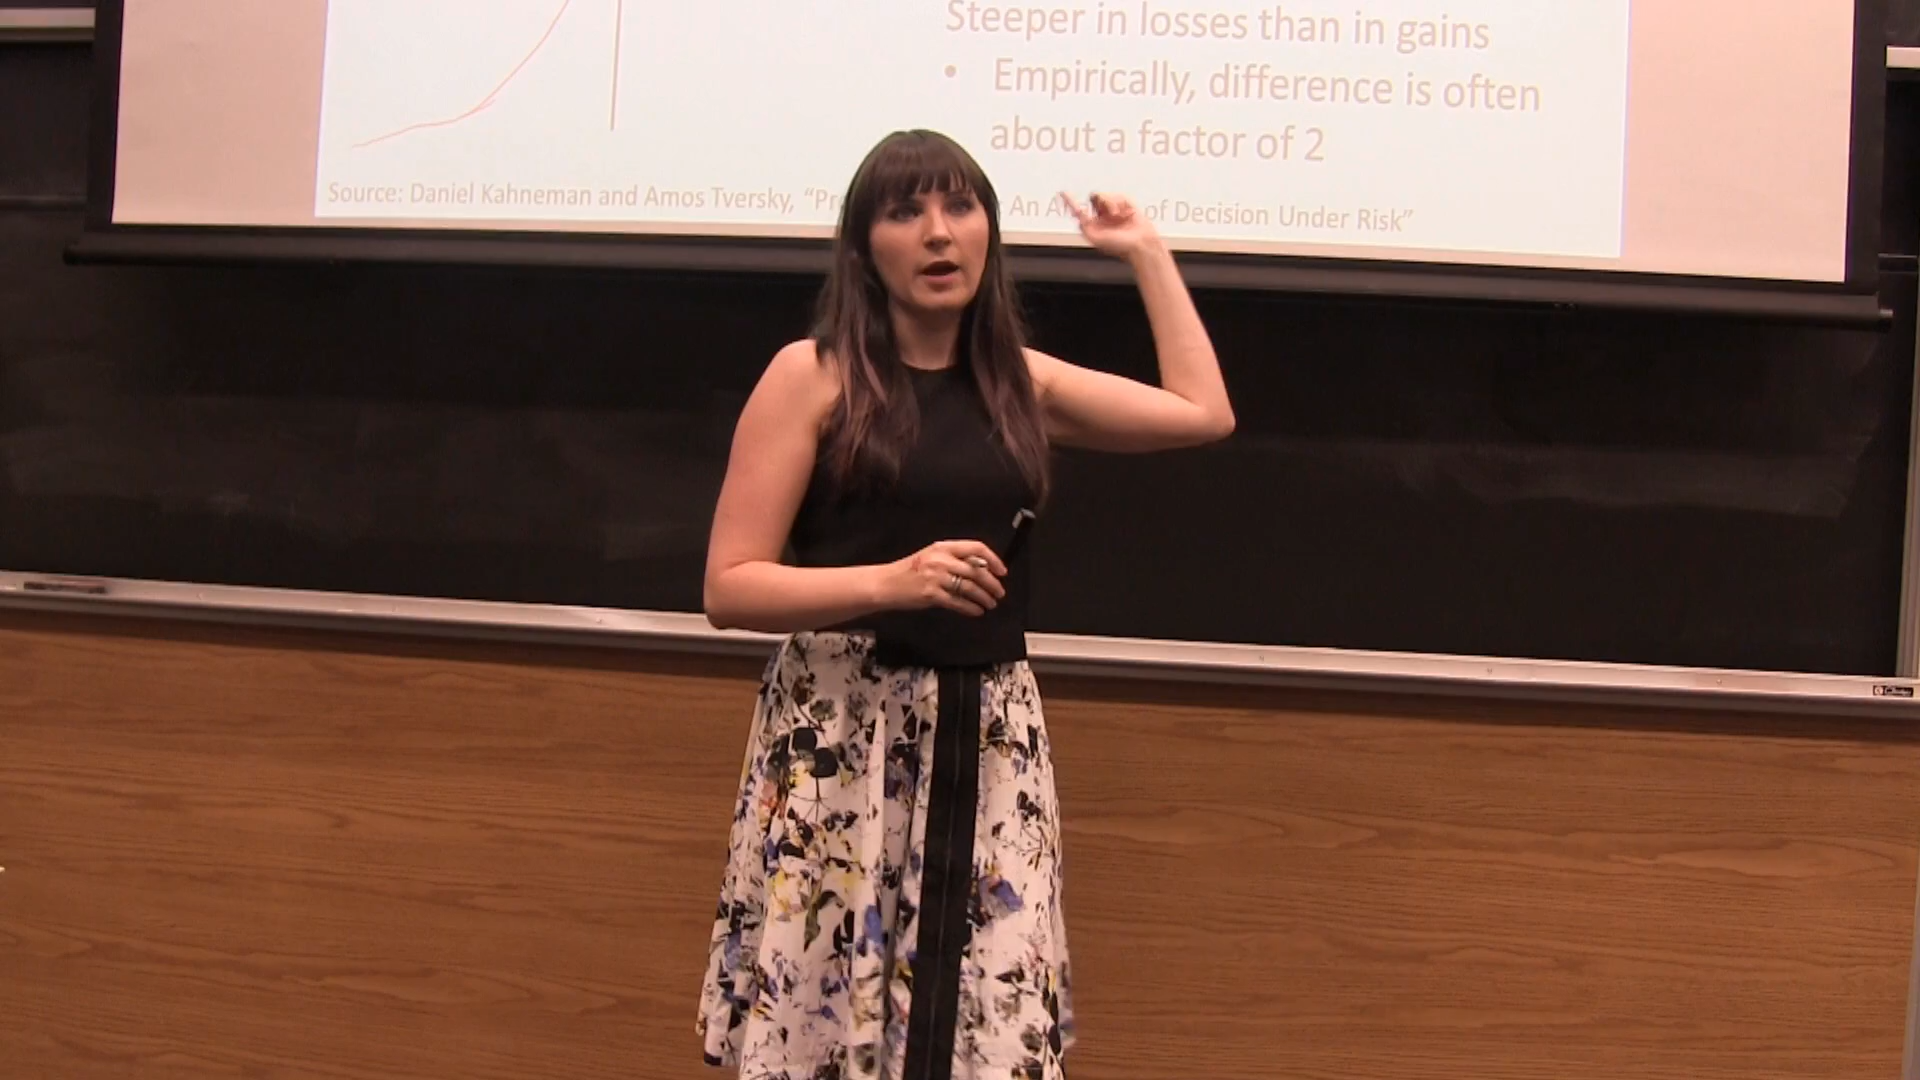 Steeper in losses than in gains
• Empirically, difference is often
about a factor of 2
Source: Daniel Kahneman and Amos Tversky, “Pr An A of Decision Under Risk”